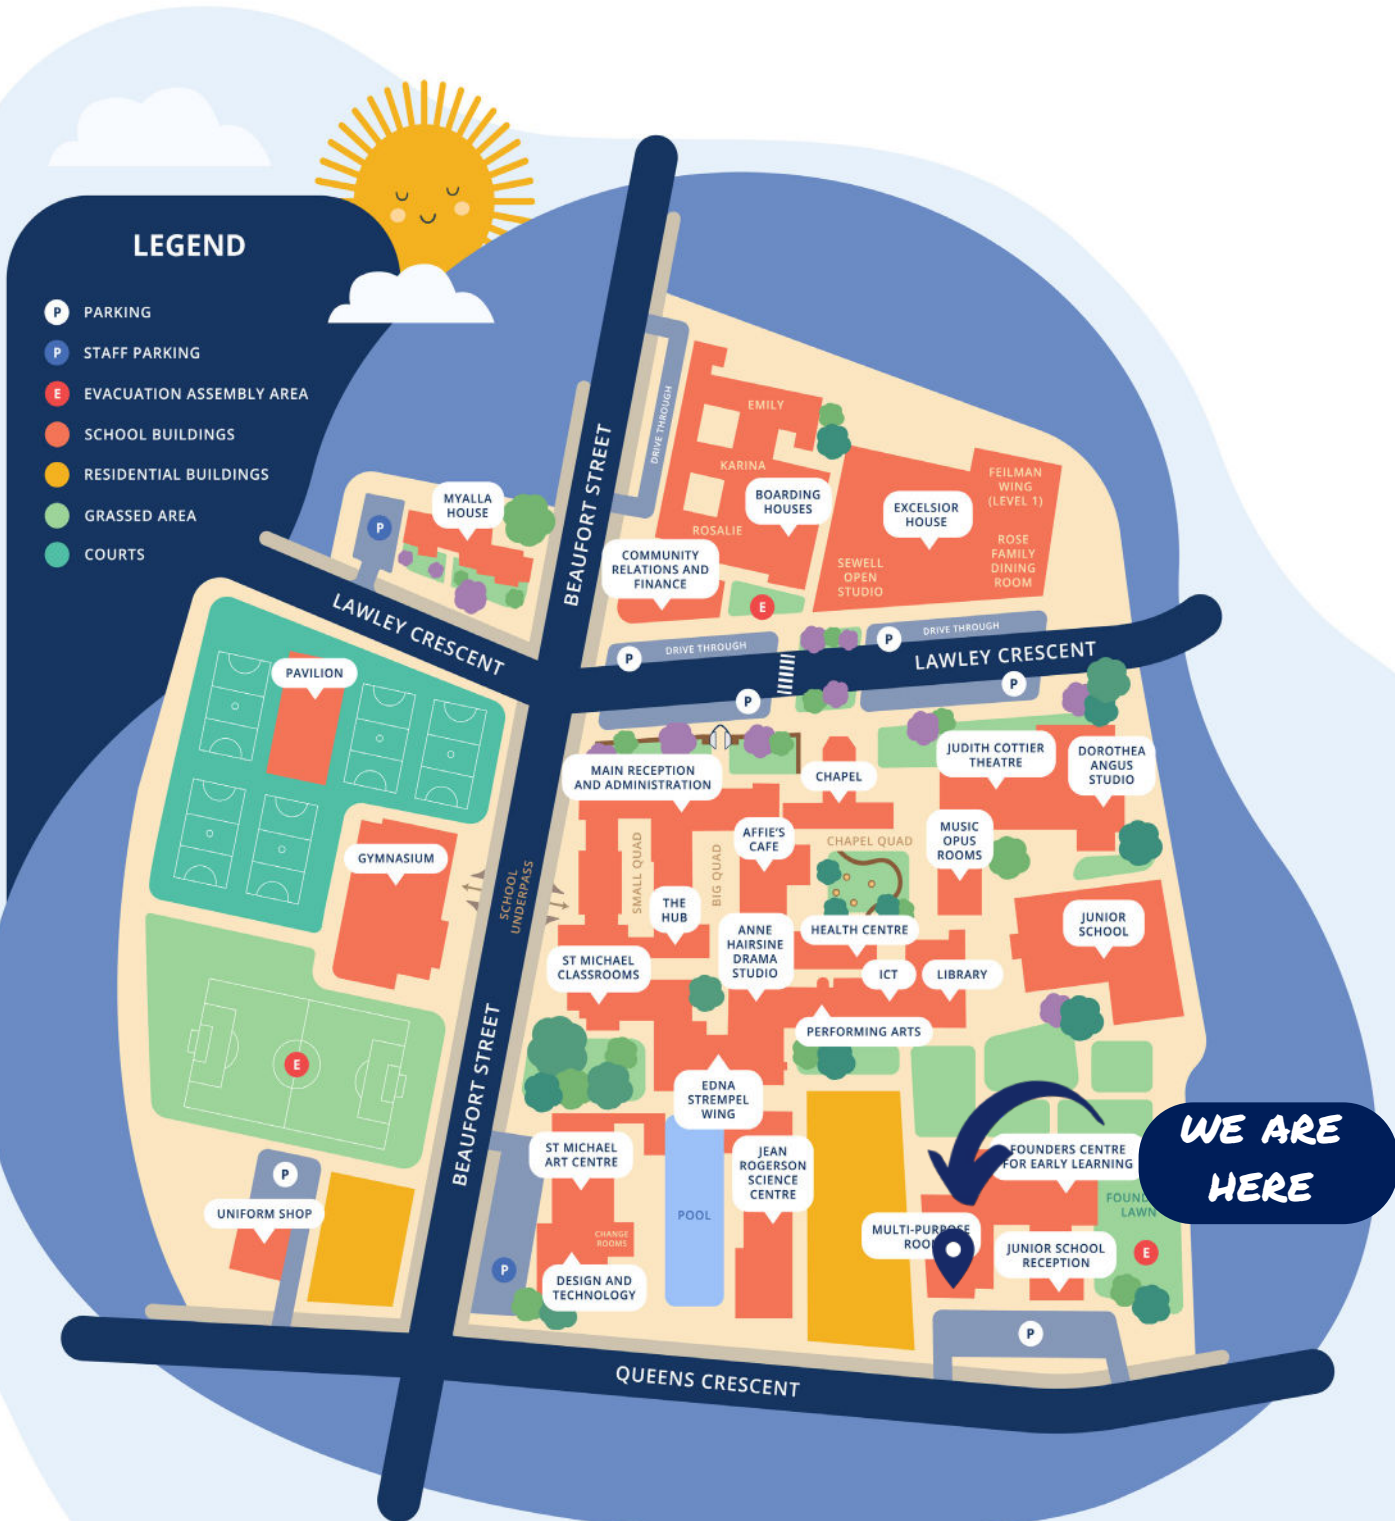 LEGEND
P PARKING
P STAFF PARKING
E EVACUATION ASSEMBLY AREA
SCHOOL BUILDINGS
RESIDENTIAL BUILDINGS
GRASSED AREA
COURTS
BEAUFORT STREET
DRIVE THROUGH
EMILY
KARINA
ROSALIE
BOARDING
HOUSES
EXCELSIOR
HOUSE
FEILMAN
WING
(LEVEL 1)
ROSE
FAMILY
DINING
ROOM
SEWELL
OPEN
STUDIO
MYALLA
HOUSE
P
COMMUNITY
RELATIONS AND
FINANCE
E
LAWLEY CRESCENT
P
DRIVE THROUGH
P
DRIVE THROUGH
LAWLEY CRESCENT
P
P
PAVILION
GYMNASIUM
SCHOOL
UNDERPASS
MAIN RECEPTION
AND ADMINISTRATION
CHAPEL
JUDITH COTTIER
THEATRE
DOROTHEA
ANGUS
STUDIO
SMALL QUAD
BIG QUAD
AFFIE'S
CAFE
CHAPEL QUAD
MUSIC
OPUS
ROOMS
THE
HUB
ANNE
HAIRSINE
DRAMA
STUDIO
HEALTH CENTRE
JUNIOR
SCHOOL
ST MICHAEL
CLASSROOMS
ICT
LIBRARY
PERFORMING ARTS
E
BEAUFORT STREET
EDNA
STREMPEL
WING
ST MICHAEL
ART CENTRE
JEAN
ROGERSON
SCIENCE
CENTRE
POOL
CHANGE
ROOMS
DESIGN AND
TECHNOLOGY
P
P
UNIFORM SHOP
FOUNDERS CENTRE
FOR EARLY LEARNING
WE ARE
HERE
LAWN
MULTI-PURPOSE
JUNIOR SCHOOL
RECEPTION
E
P
QUEENS CRESCENT